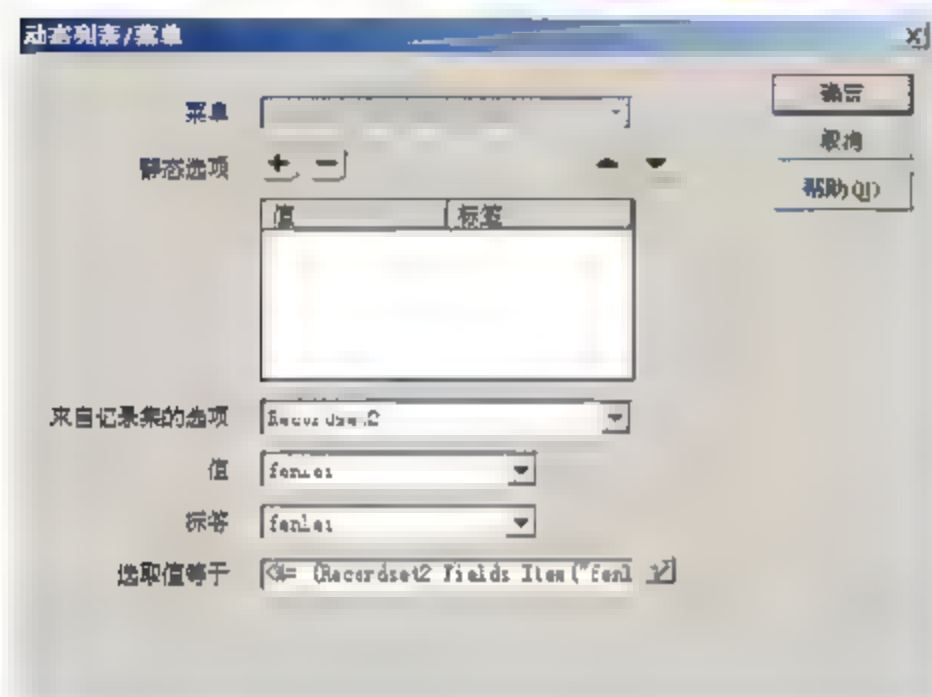 动态列表/菜单
菜单
确定
静态选项
取消
帮助(H)
值 标签
来自记录集的选项 Recordset2
值 fenlei
标签 fenlei
选取值等于 <%= (Recordset2.Fields.Item("fenl